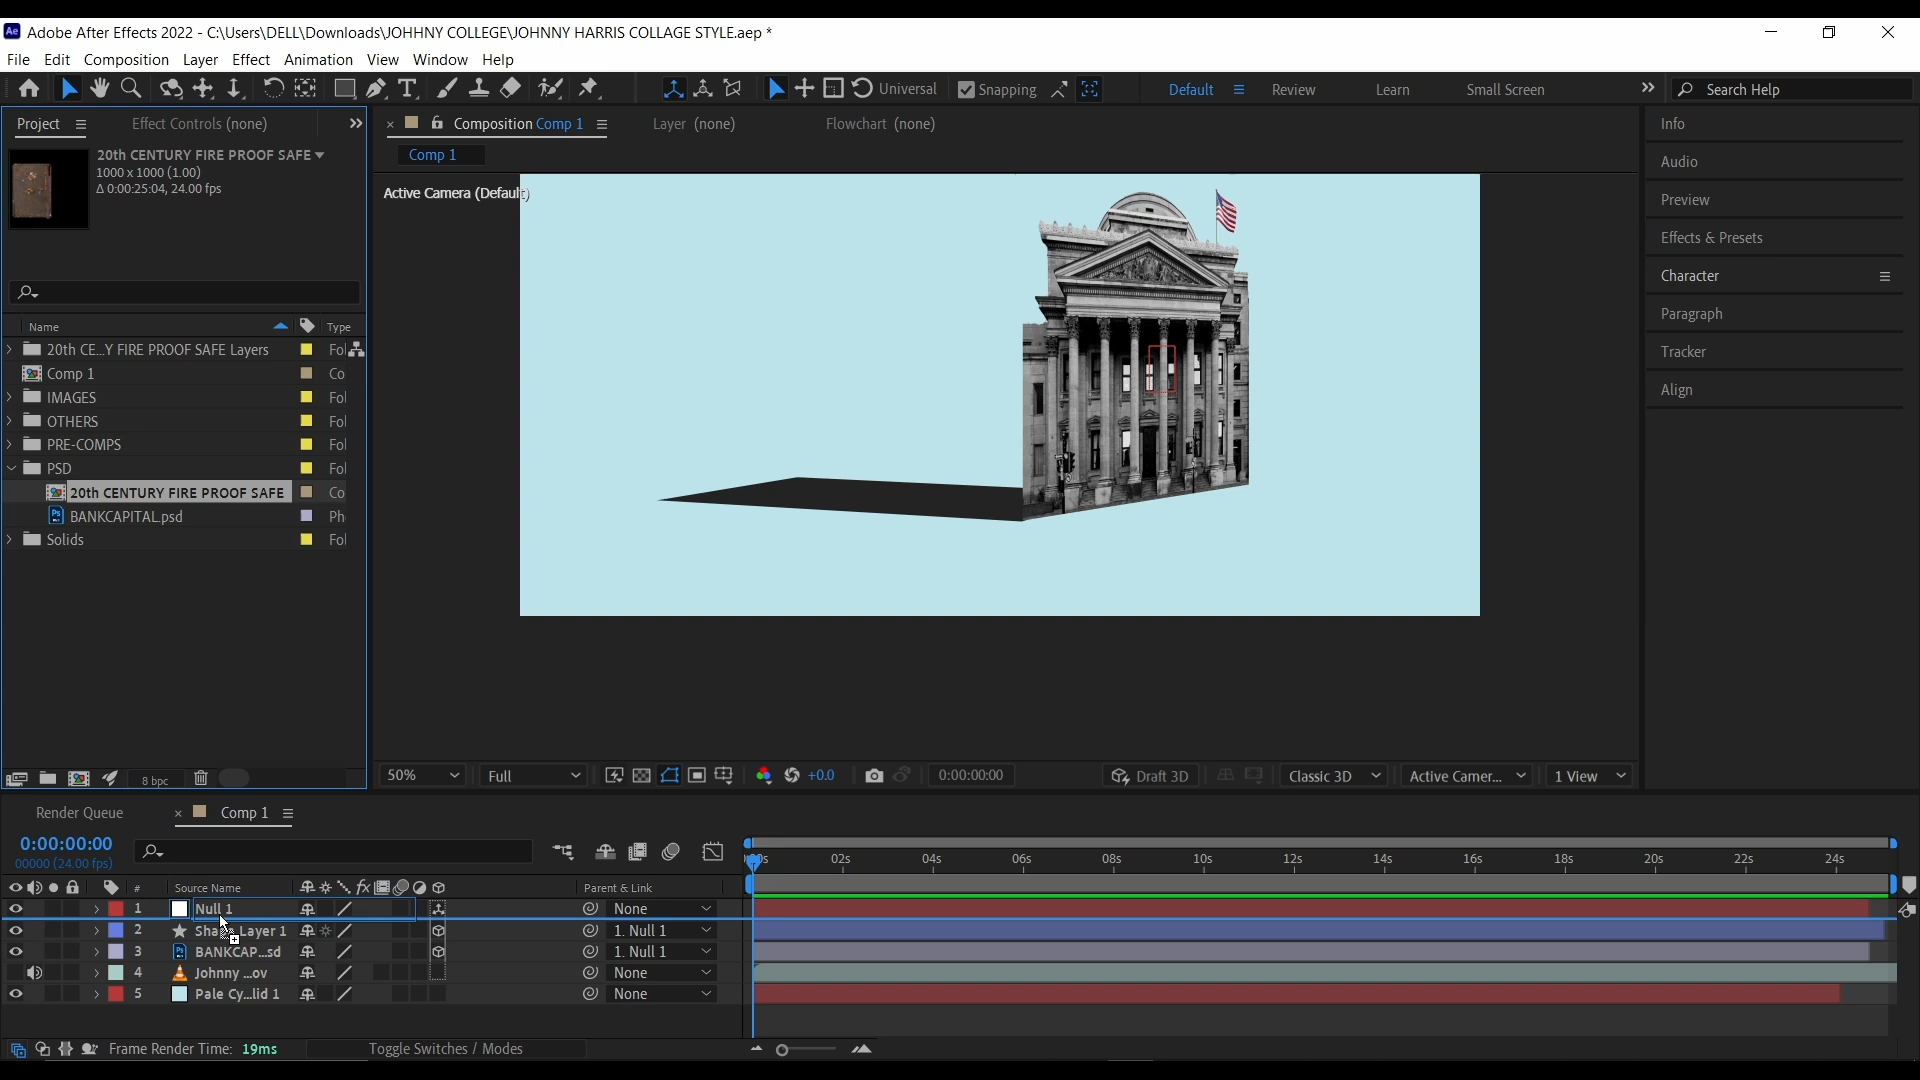 Adobe After Effects 2022 - C:\Users\DELL\Downloads\JOHHNY COLLEGE\JOHNNY HARRIS COLLAGE STYLE.aep *
File Edit Composition Layer Effect Animation View Window Help
Universal Snapping Default Review Learn Small Screen Search Help
Project Effect Controls (none)
20th CENTURY FIRE PROOF SAFE
1000 x 1000 (1.00)
Δ 0:00:25:04, 24.00 fps
Name Type
20th CE...Y FIRE PROOF SAFE Layers Fol
Comp 1 Co
IMAGES Fol
OTHERS Fol
PRE-COMPS Fol
PSD Fol
20th CENTURY FIRE PROOF SAFE Co
BANKCAPITAL.psd Ph
Solids Fol
8 bpc
Composition Comp 1 Layer (none) Flowchart (none)
Comp 1
Active Camera (Default)
50% Full +0.0 0:00:00:00 Draft 3D Classic 3D Active Camer... 1 View
Info
Audio
Preview
Effects & Presets
Character
Paragraph
Tracker
Align
Render Queue Comp 1
0:00:00:00
00000 (24.00 fps)
02s 04s 06s 08s 10s 12s 14s 16s 18s 20s 22s 24s
# Source Name Parent & Link
1 Null 1 None
2 Layer 1 1. Null 1
3 BANKCAP...sd 1. Null 1
4 Johnny ...ov None
5 Pale Cy...lid 1 None
Frame Render Time: 19ms Toggle Switches / Modes